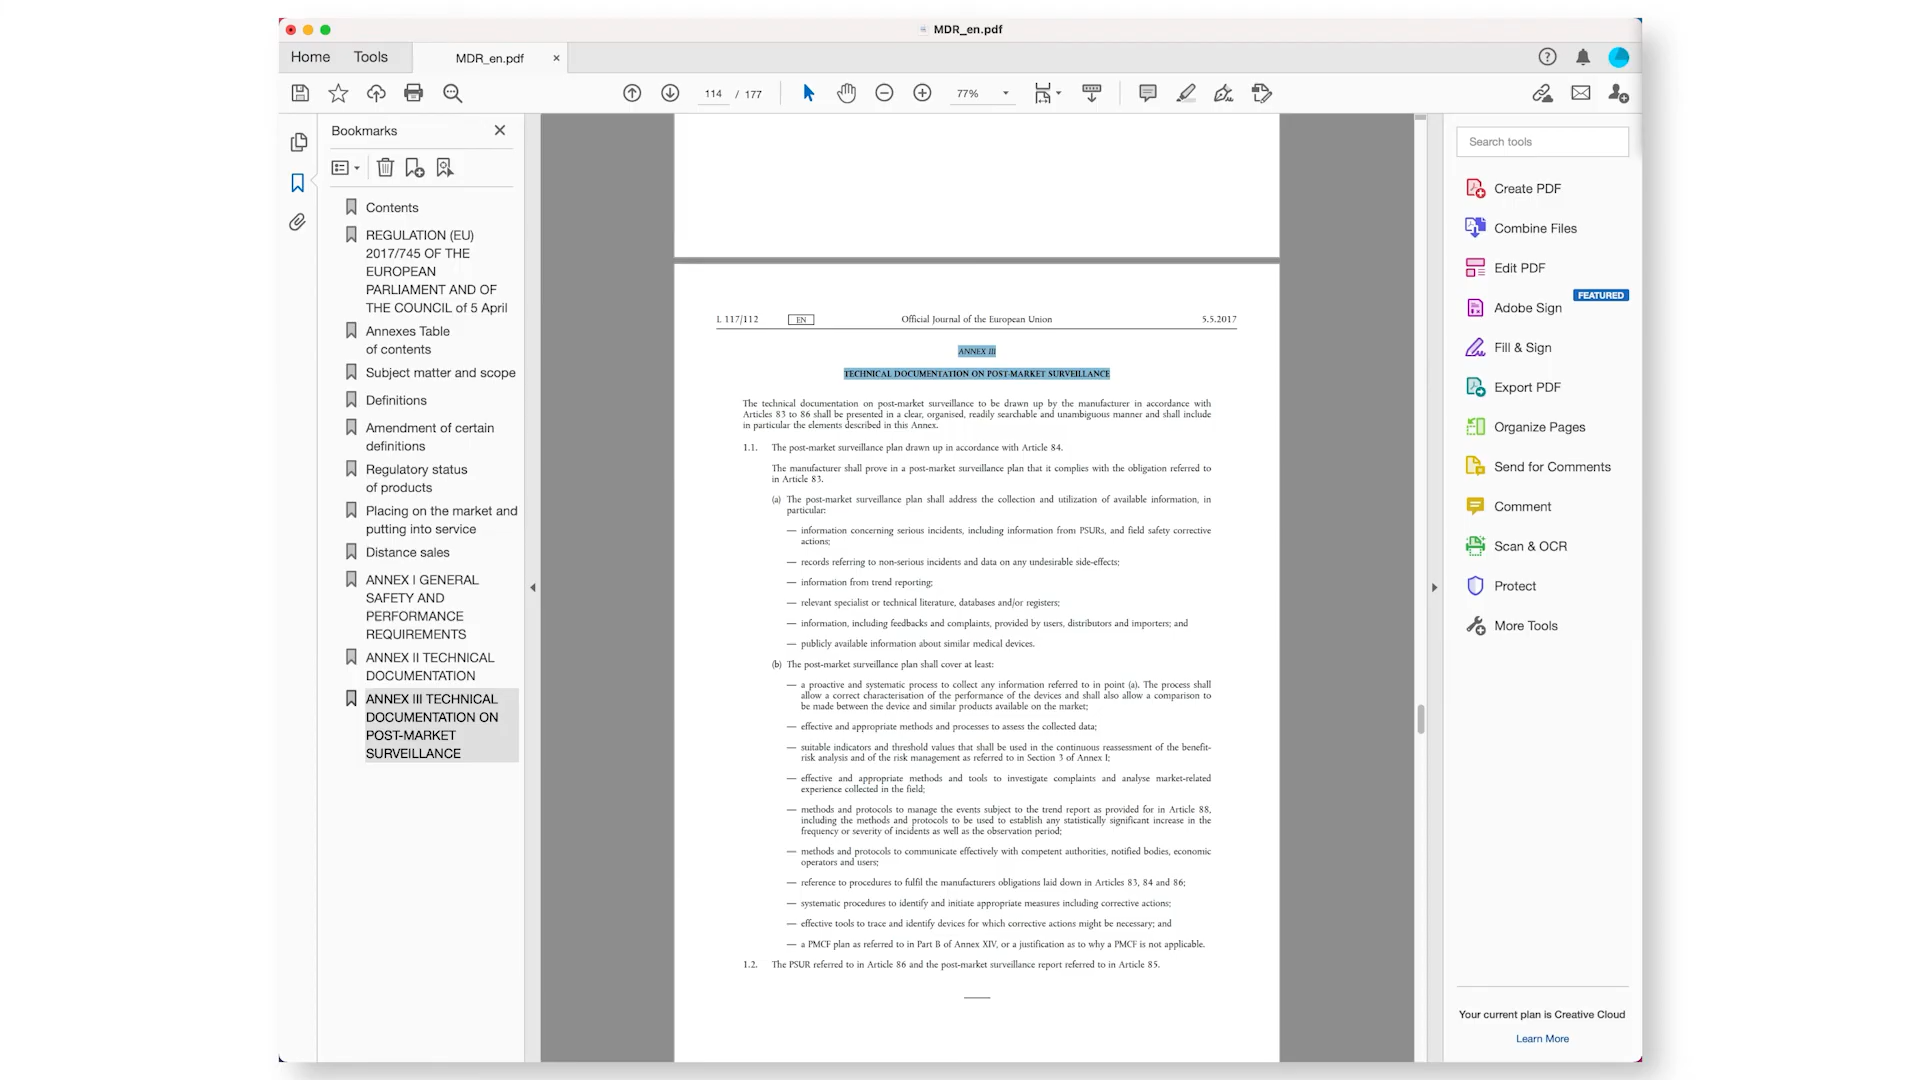 MDR_en.pdf
Home
Tools
MDR_en.pdf
114 / 177
77%
Bookmarks
Contents
REGULATION (EU)
2017/745 OF THE
EUROPEAN
PARLIAMENT AND OF
THE COUNCIL of 5 April
Annexes Table
of contents
Subject matter and scope
Definitions
Amendment of certain
definitions
Regulatory status
of products
Placing on the market and
putting into service
Distance sales
ANNEX I GENERAL
SAFETY AND
PERFORMANCE
REQUIREMENTS
ANNEX II TECHNICAL
DOCUMENTATION
ANNEX III TECHNICAL
DOCUMENTATION ON
POST-MARKET
SURVEILLANCE
L 117/112 EN Official Journal of the European Union 5.5.2017
ANNEX III
TECHNICAL DOCUMENTATION ON POST-MARKET SURVEILLANCE
The technical documentation on post-market surveillance to be drawn up by the manufacturer in accordance with
Articles 83 to 86 shall be presented in a clear, organised, readily searchable and unambiguous manner and shall include
in particular the elements described in this Annex.
1.1. The post-market surveillance plan drawn up in accordance with Article 84.
The manufacturer shall prove in a post-market surveillance plan that it complies with the obligation referred to
in Article 83.
(a) The post-market surveillance plan shall address the collection and utilization of available information, in
particular:
— information concerning serious incidents, including information from PSURs, and field safety corrective
actions;
— records referring to non-serious incidents and data on any undesirable side-effects;
— information from trend reporting;
— relevant specialist or technical literature, databases and/or registers;
— information, including feedbacks and complaints, provided by users, distributors and importers; and
— publicly available information about similar medical devices.
(b) The post-market surveillance plan shall cover at least:
— a proactive and systematic process to collect any information referred to in point (a). The process shall
allow a correct characterisation of the performance of the devices and shall also allow a comparison to
be made between the device and similar products available on the market;
— effective and appropriate methods and processes to assess the collected data;
— suitable indicators and threshold values that shall be used in the continuous reassessment of the benefit-
risk analysis and of the risk management as referred to in Section 3 of Annex I;
— effective and appropriate methods and tools to investigate complaints and analyse market-related
experience collected in the field;
— methods and protocols to manage the events subject to the trend report as provided for in Article 88,
including the methods and protocols to be used to establish any statistically significant increase in the
frequency or severity of incidents as well as the observation period;
— methods and protocols to communicate effectively with competent authorities, notified bodies, economic
operators and users;
— reference to procedures to fulfil the manufacturers obligations laid down in Articles 83, 84 and 86;
— systematic procedures to identify and initiate appropriate measures including corrective actions;
— effective tools to trace and identify devices for which corrective actions might be necessary; and
— a PMCF plan as referred to in Part B of Annex XIV, or a justification as to why a PMCF is not applicable.
1.2. The PSUR referred to in Article 86 and the post-market surveillance report referred to in Article 85.
Search tools
Create PDF
Combine Files
Edit PDF
FEATURED
Adobe Sign
Fill & Sign
Export PDF
Organize Pages
Send for Comments
Comment
Scan & OCR
Protect
More Tools
Your current plan is Creative Cloud
Learn More